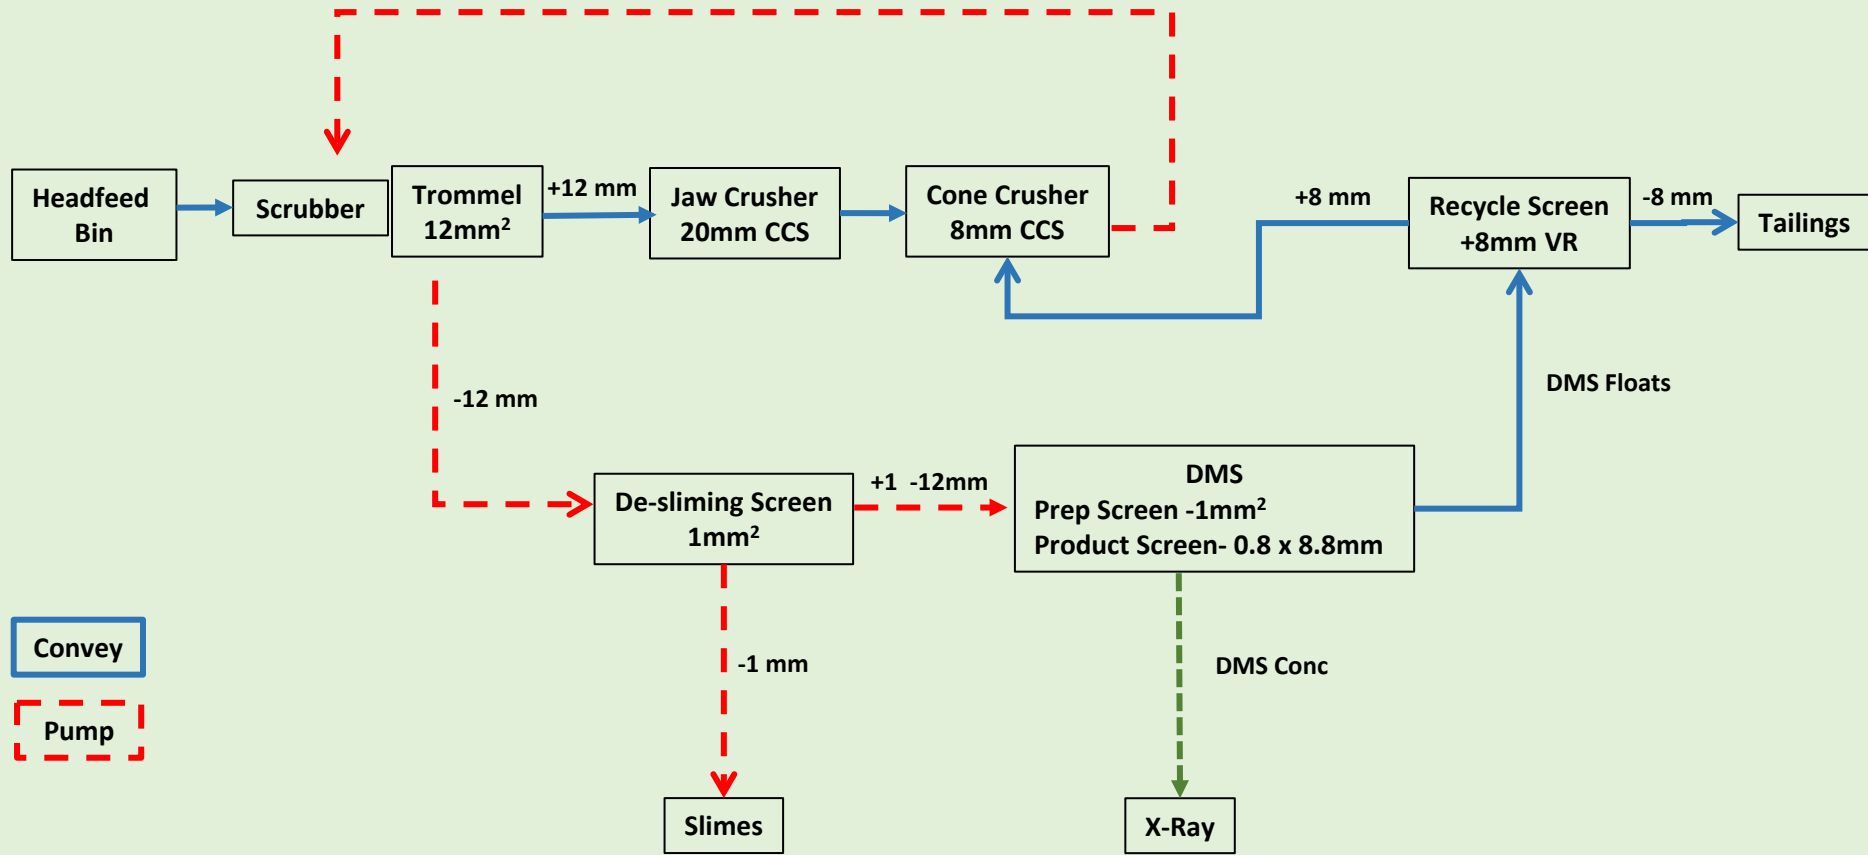 Headfeed
Bin
Scrubber
Trommel
12mm²
+12 mm
Jaw Crusher
20mm CCS
Cone Crusher
8mm CCS
+8 mm
Recycle Screen
+8mm VR
-8 mm
Tailings
-12 mm
DMS Floats
De-sliming Screen
1mm²
+1 -12mm
DMS
Prep Screen -1mm²
Product Screen- 0.8 x 8.8mm
Convey
Pump
-1 mm
DMS Conc
Slimes
X-Ray